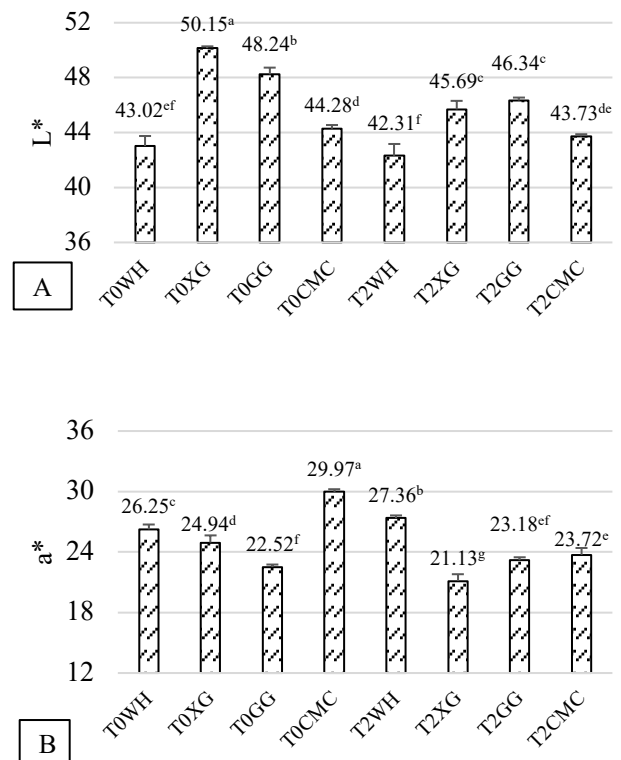 52
50.15ᵃ
48.24ᵇ
48
46.34ᶜ
45.69ᶜ
44.28ᵈ
43.73ᵈᵉ
43.02ᵉᶠ
42.31ᶠ
44
L*
40
36
A
T0WH T0XG T0GG T0CMC T2WH T2XG T2GG T2CMC
36
29.97ᵃ
30
27.36ᵇ
26.25ᶜ
24.94ᵈ
23.72ᵉ
23.18ᵉᶠ
22.52ᶠ
24
21.13ᵍ
a*
18
12
B
T0WH T0XG T0GG T0CMC T2WH T2XG T2GG T2CMC